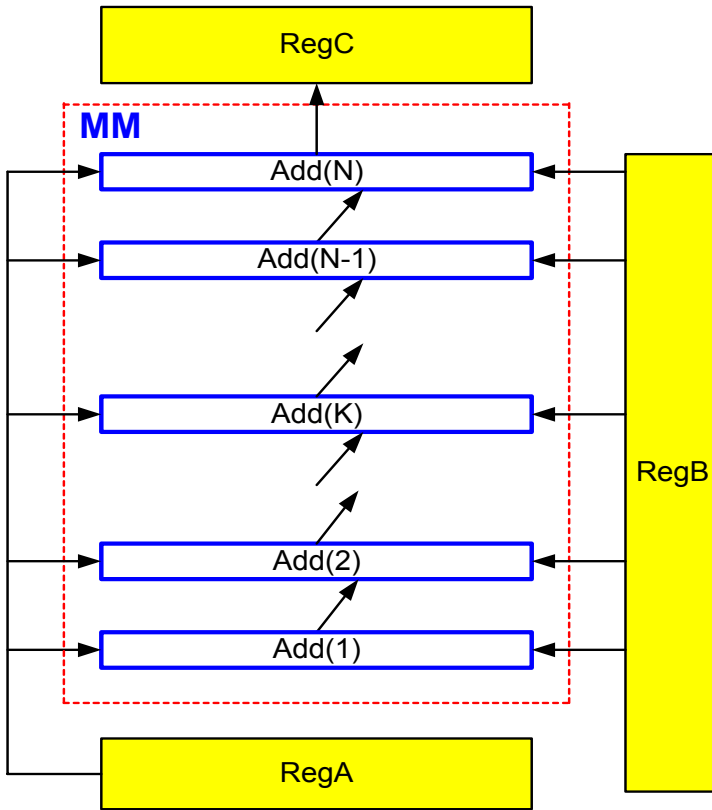 RegC
MM
Add(N)
Add(N-1)
Add(K)
RegB
Add(2)
Add(1)
RegA